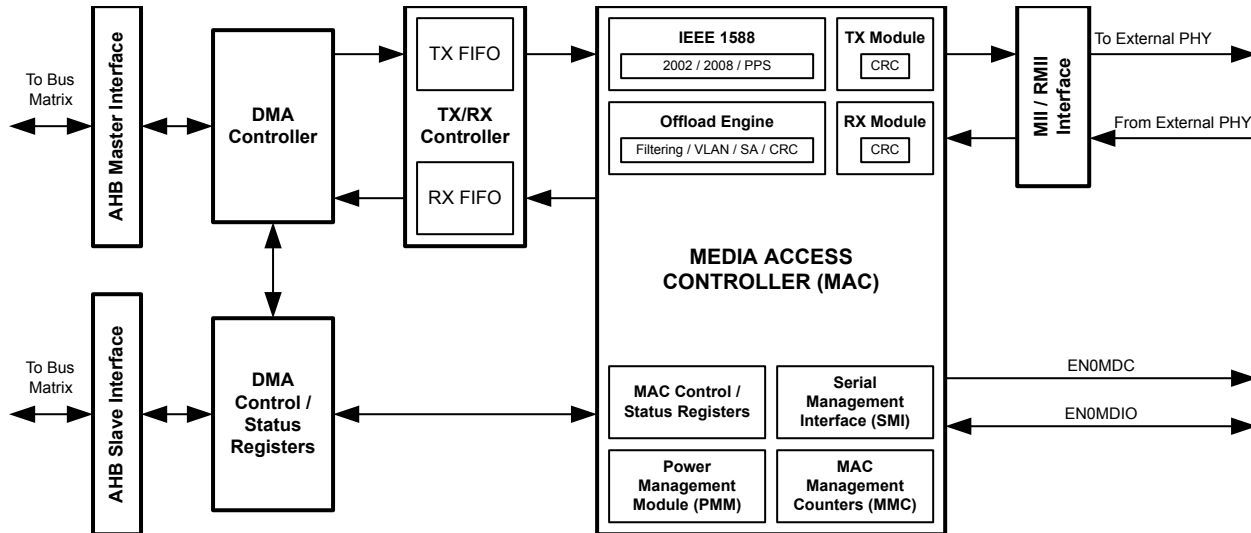 To Bus
Matrix
AHB Master Interface
DMA
Controller
TX FIFO
TX/RX
Controller
RX FIFO
IEEE 1588
2002 / 2008 / PPS
TX Module
CRC
Offload Engine
Filtering / VLAN / SA / CRC
RX Module
CRC
MEDIA ACCESS
CONTROLLER (MAC)
MII / RMII
Interface
To External PHY
From External PHY
To Bus
Matrix
AHB Slave Interface
DMA
Control /
Status
Registers
MAC Control /
Status Registers
Serial
Management
Interface (SMI)
Power
Management
Module (PMM)
MAC
Management
Counters (MMC)
EN0MDC
EN0MDIO